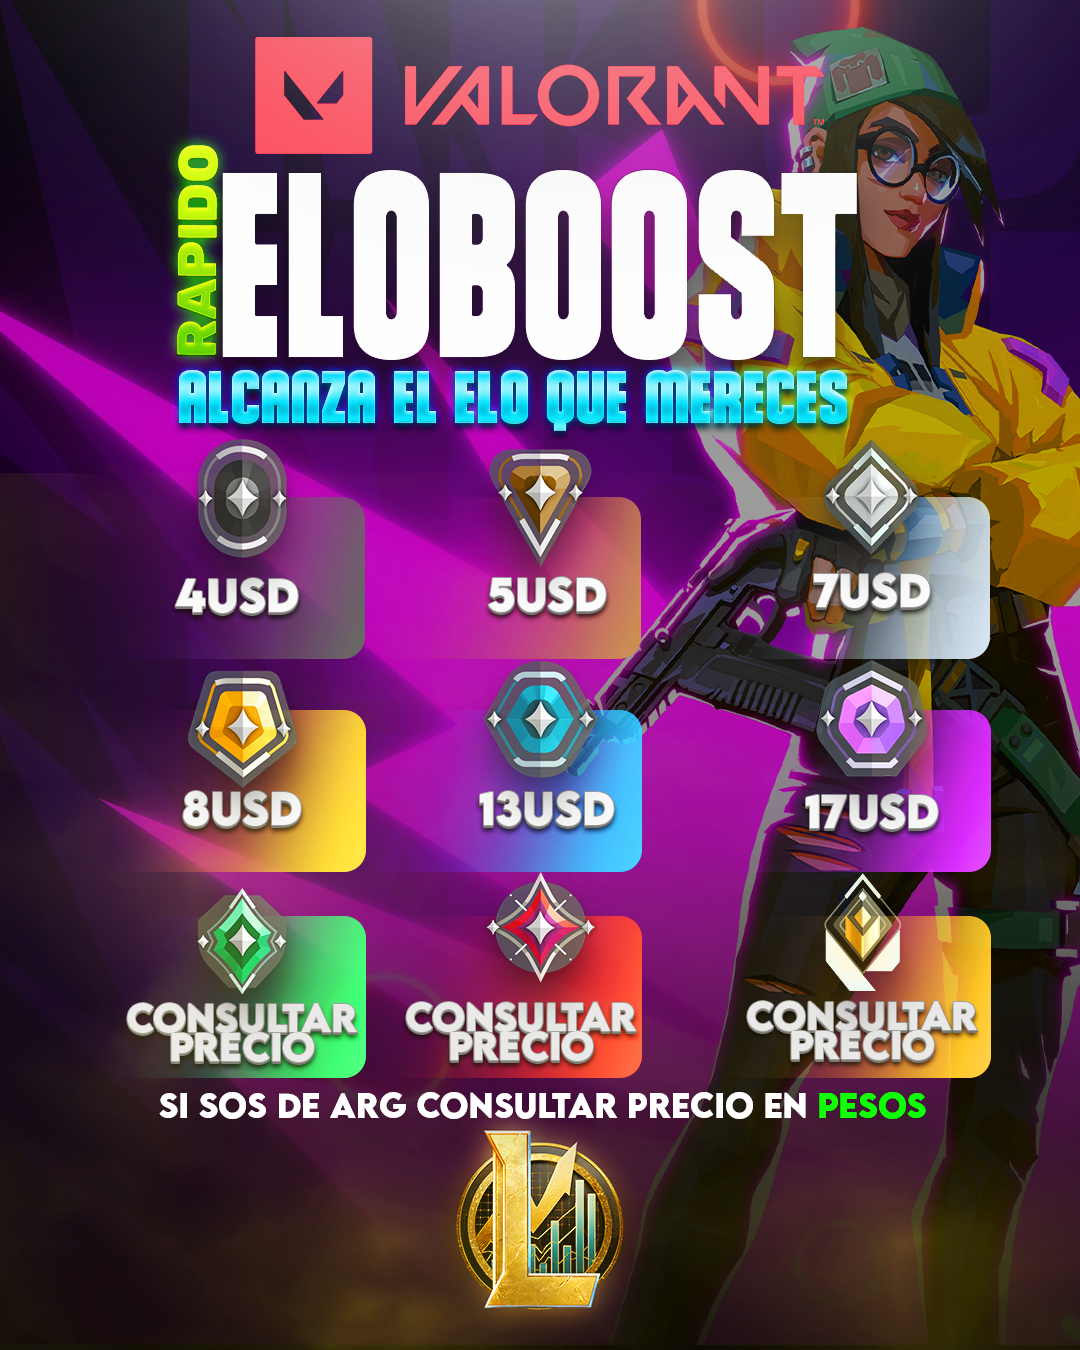 VALORANT™
RAPIDO
ELOBOOST
ALCANZA EL ELO QUE MERECES
4USD
5USD
7USD
8USD
13USD
17USD
CONSULTAR
PRECIO
CONSULTAR
PRECIO
CONSULTAR
PRECIO
SI SOS DE ARG CONSULTAR PRECIO EN PESOS
L